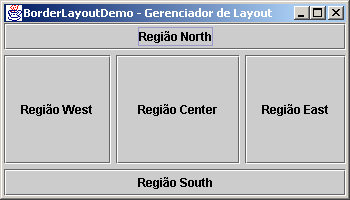 BorderLayoutDemo - Gerenciador de Layout
Região North
Região West Região Center Região East
Região South